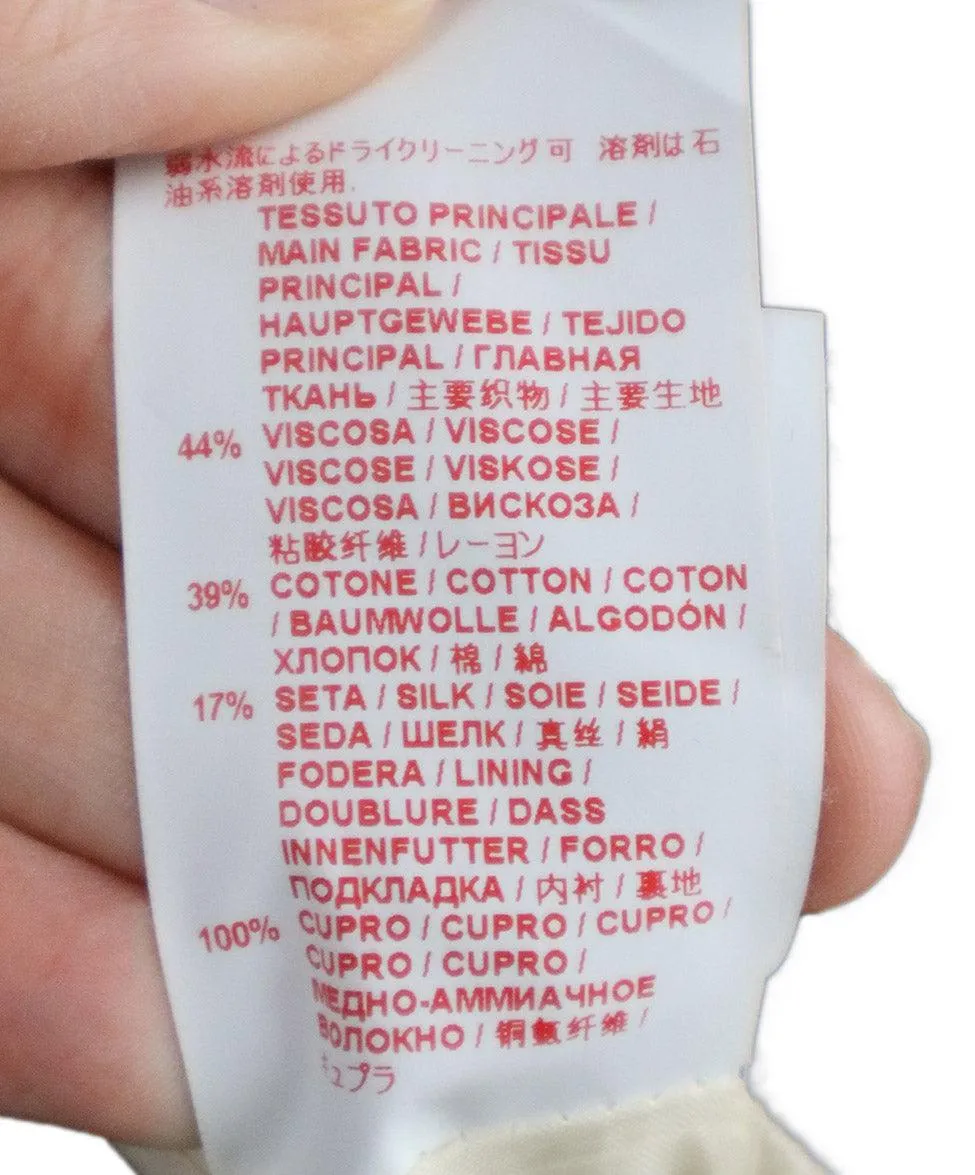 弱水流によるドライクリーニング可 溶剤は石
油系溶剤使用.
TESSUTO PRINCIPALE /
MAIN FABRIC / TISSU
PRINCIPAL /
HAUPTGEWEBE / TEJIDO
PRINCIPAL / ГЛАВНАЯ
ТКАНЬ / 主要织物 / 主要生地
44% VISCOSA / VISCOSE /
VISCOSE / VISKOSE /
VISCOSA / ВИСКОЗА /
粘胶纤维 / レーヨン
39% COTONE / COTTON / COTON
/ BAUMWOLLE / ALGODÓN /
ХЛОПОК / 棉 / 綿
17% SETA / SILK / SOIE / SEIDE /
SEDA / ШЕЛК / 真丝 / 絹
FODERA / LINING /
DOUBLURE / DASS
INNENFUTTER / FORRO /
ПОДКЛАДКА / 内衬 / 裏地
100% CUPRO / CUPRO / CUPRO /
CUPRO / CUPRO /
МЕДНО-АММИАЧНОЕ
ВОЛОКНО / 铜氨纤维 /
キュプラ